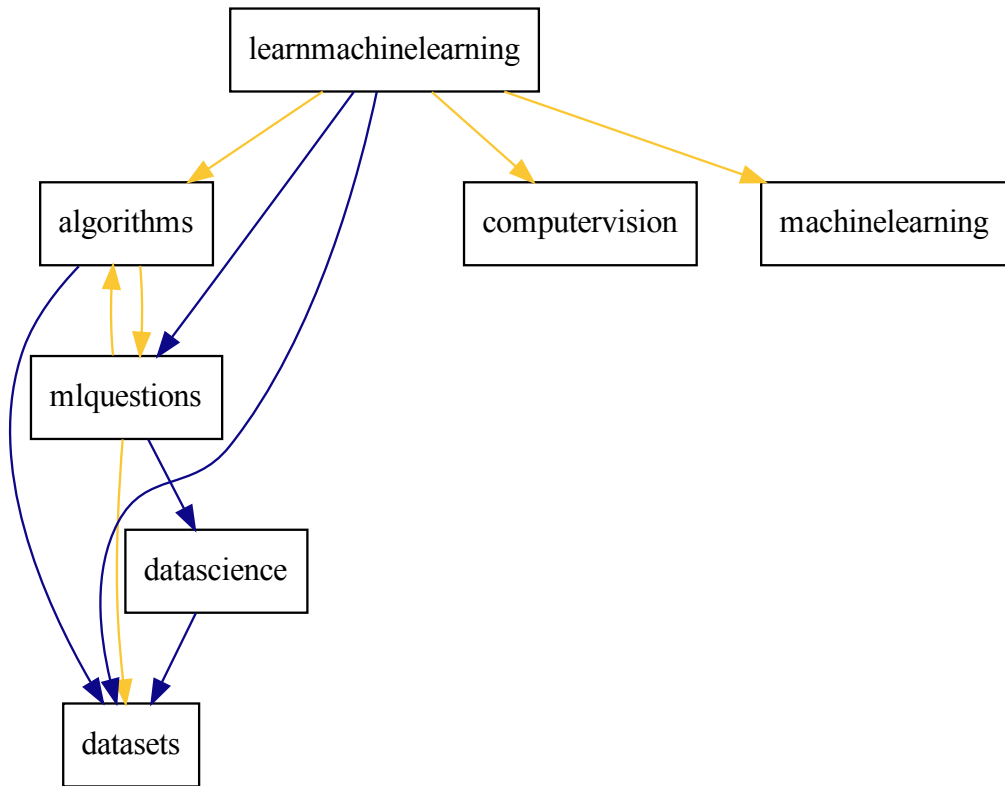 learnmachinelearning
algorithms
computervision
machinelearning
mlquestions
datascience
datasets